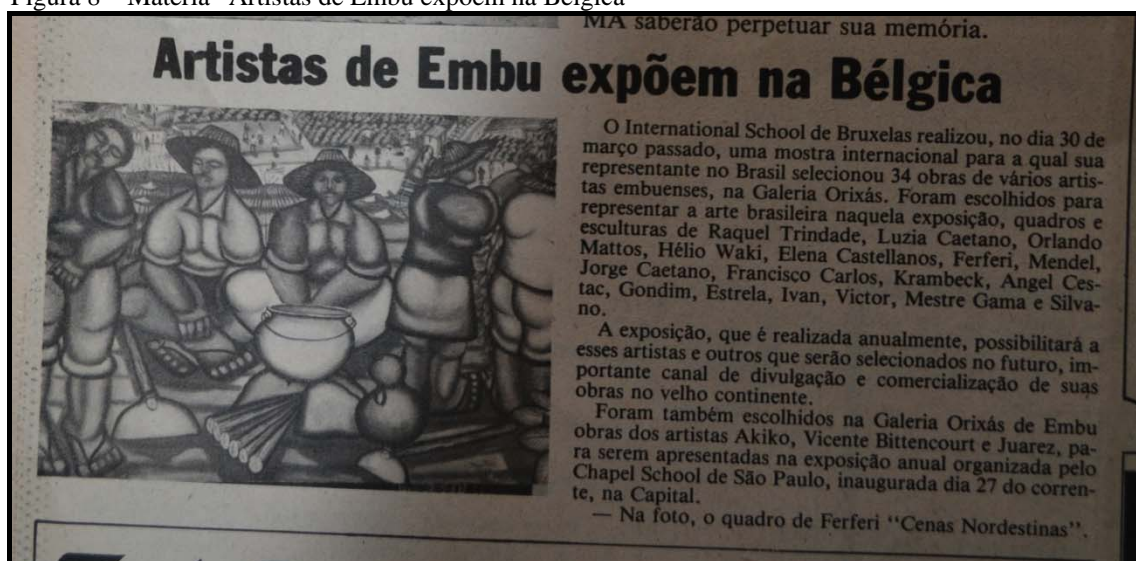 Figura 8 – Matéria "Artistas de Embu expõem na Bélgica"
MA saberão perpetuar sua memória.
Artistas de Embu expõem na Bélgica
O International School de Bruxelas realizou, no dia 30 de
março passado, uma mostra internacional para a qual sua
representante no Brasil selecionou 34 obras de vários artis-
tas embuenses, na Galeria Orixás. Foram escolhidos para
representar a arte brasileira naquela exposição, quadros e
esculturas de Raquel Trindade, Luzia Caetano, Orlando
Mattos, Hélio Waki, Elena Castellanos, Ferferi, Mendel,
Jorge Caetano, Francisco Carlos, Krambeck, Angel Ces-
tac, Gondim, Estrela, Ivan, Victor, Mestre Gama e Silva-
no.
A exposição, que é realizada anualmente, possibilitará a
esses artistas e outros que serão selecionados no futuro, im-
portante canal de divulgação e comercialização de suas
obras no velho continente.
Foram também escolhidos na Galeria Orixás de Embu
obras dos artistas Akiko, Vicente Bittencourt e Juarez, pa-
ra serem apresentadas na exposição anual organizada pelo
Chapel School de São Paulo, inaugurada dia 27 do corren-
te, na Capital.
— Na foto, o quadro de Ferferi "Cenas Nordestinas".